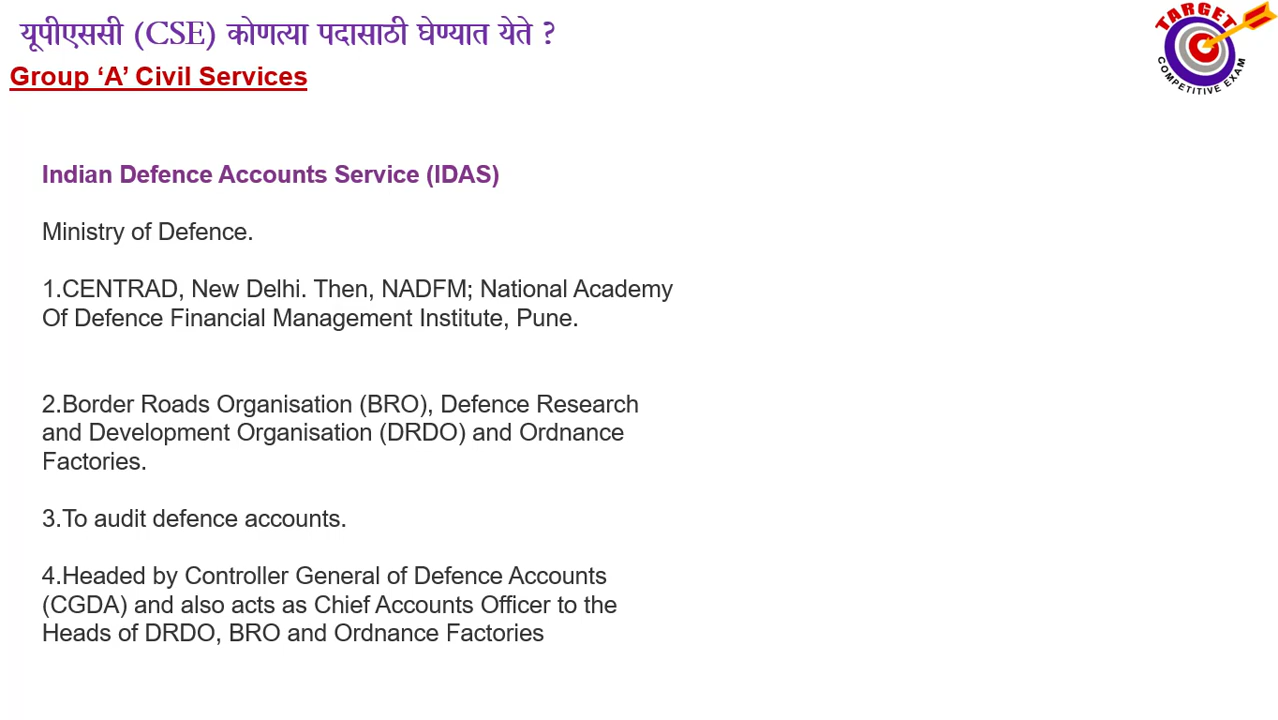 यूपीएससी (CSE) कोणत्या पदासाठी घेण्यात येते ?
Group ‘A’ Civil Services
TARGET
COMPETITIVE EXAM
Indian Defence Accounts Service (IDAS)
Ministry of Defence.
1.CENTRAD, New Delhi. Then, NADFM; National Academy
Of Defence Financial Management Institute, Pune.
2.Border Roads Organisation (BRO), Defence Research
and Development Organisation (DRDO) and Ordnance
Factories.
3.To audit defence accounts.
4.Headed by Controller General of Defence Accounts
(CGDA) and also acts as Chief Accounts Officer to the
Heads of DRDO, BRO and Ordnance Factories